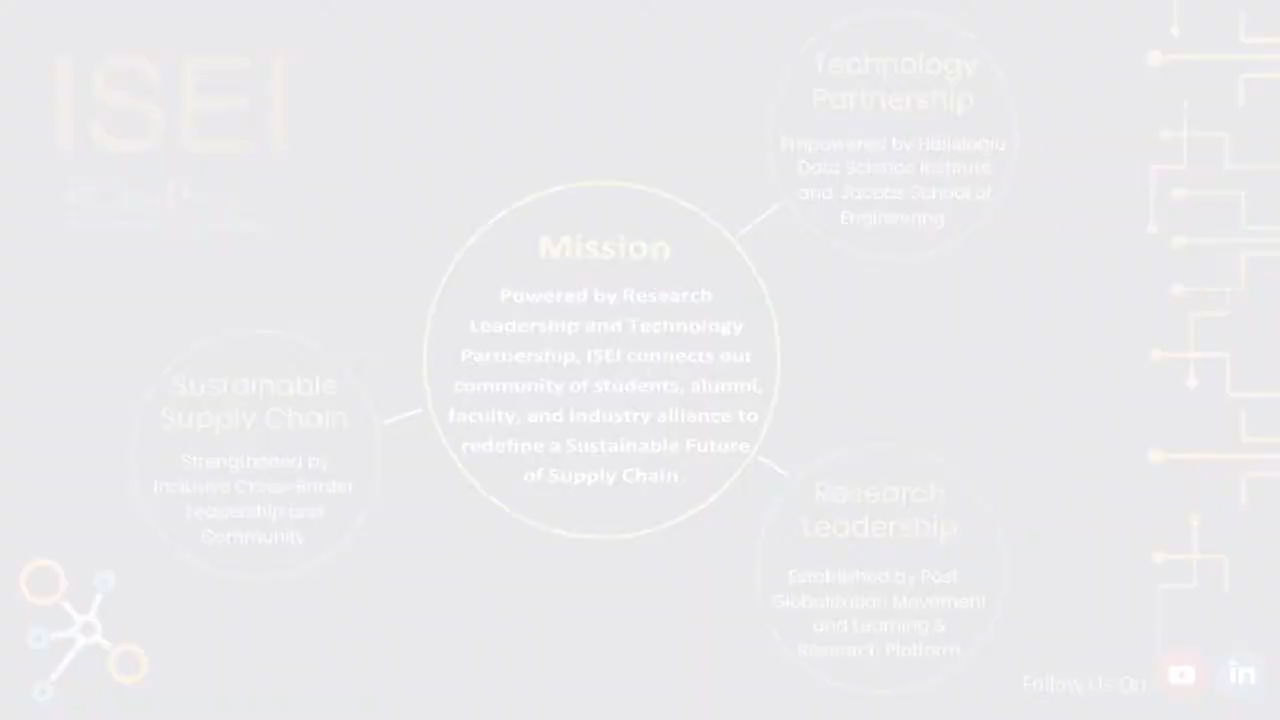 ISEI
Technology
Partnership
Empowered by Halıcıoğlu
Data Science Institute
and Jacobs School of
Engineering
Mission
Powered by Research
Leadership and Technology
Partnership, ISEI connects our
community of students, alumni,
faculty, and industry alliance to
redefine a Sustainable Future
of Supply Chain.
Sustainable
Supply Chain
Strengthened by
Inclusive Cross-Border
Leadership and
Community
Research
Leadership
Established by Post
Globalization Movement
and Learning &
Research Platform
Follow Us On
in